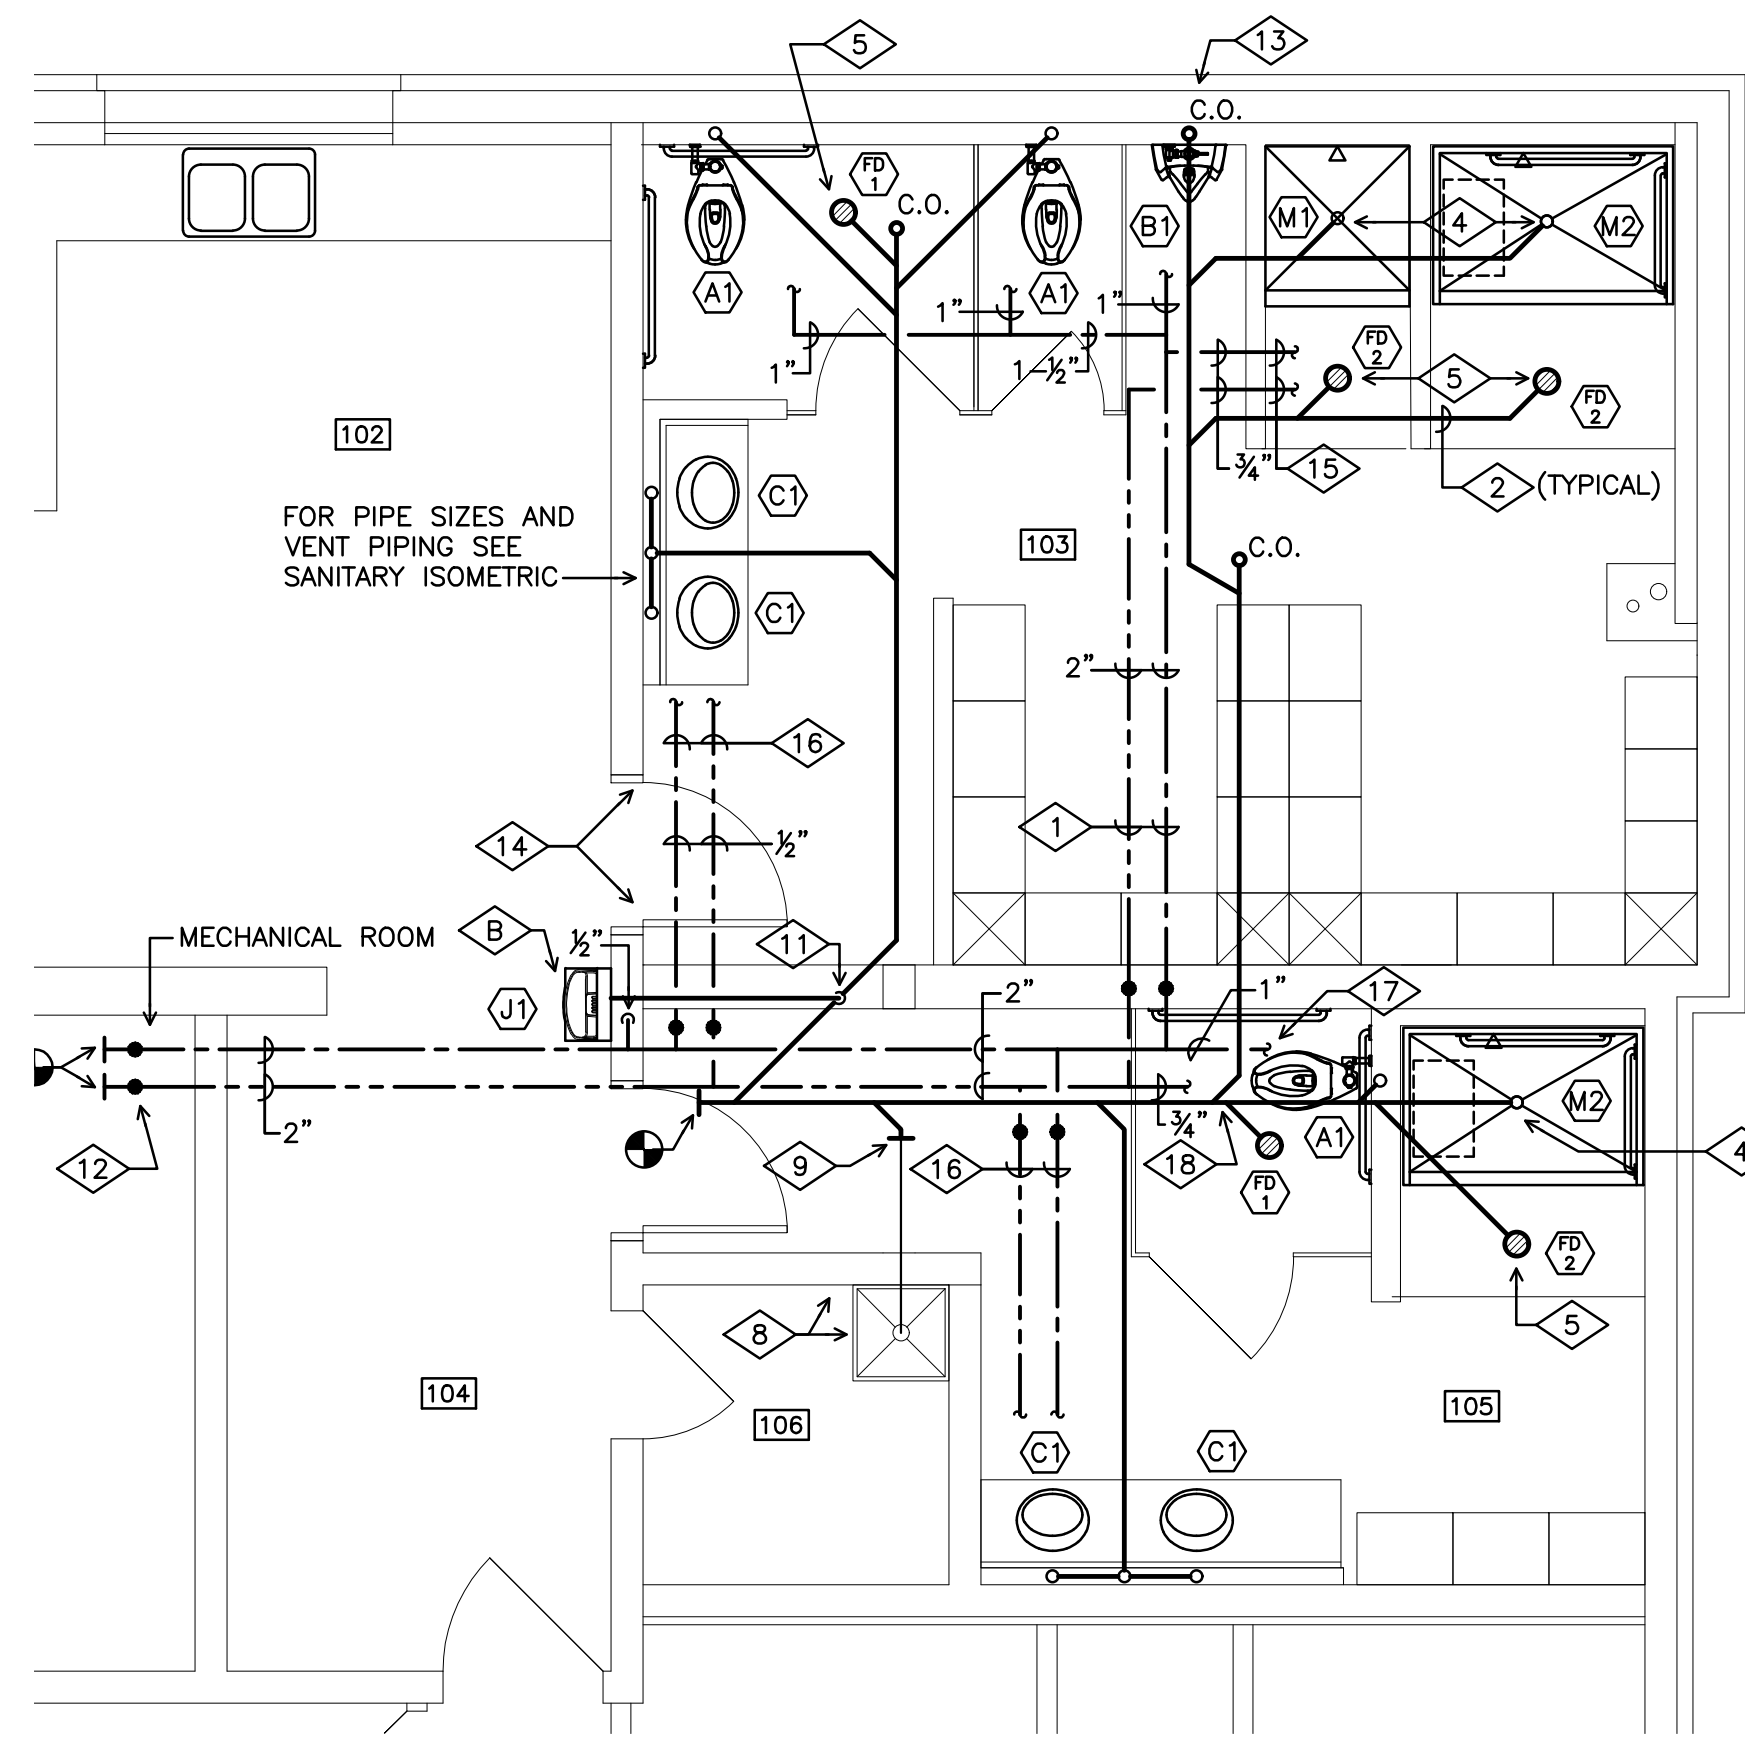 5
13
C.O.
FD
1
C.O.
A1
A1
B1
M1
4
M2
1"
1"
1"
1-½"
FD
2
5
FD
2
102
C1
¾"
15
2
(TYPICAL)
FOR PIPE SIZES AND
VENT PIPING SEE
SANITARY ISOMETRIC
103
C.O.
C1
2"
16
1
14
½"
MECHANICAL ROOM
B
½"
11
J1
2"
1"
17
M2
2"
¾"
A1
12
9
16
18
FD
1
4
FD
2
8
5
104
106
105
C1
C1